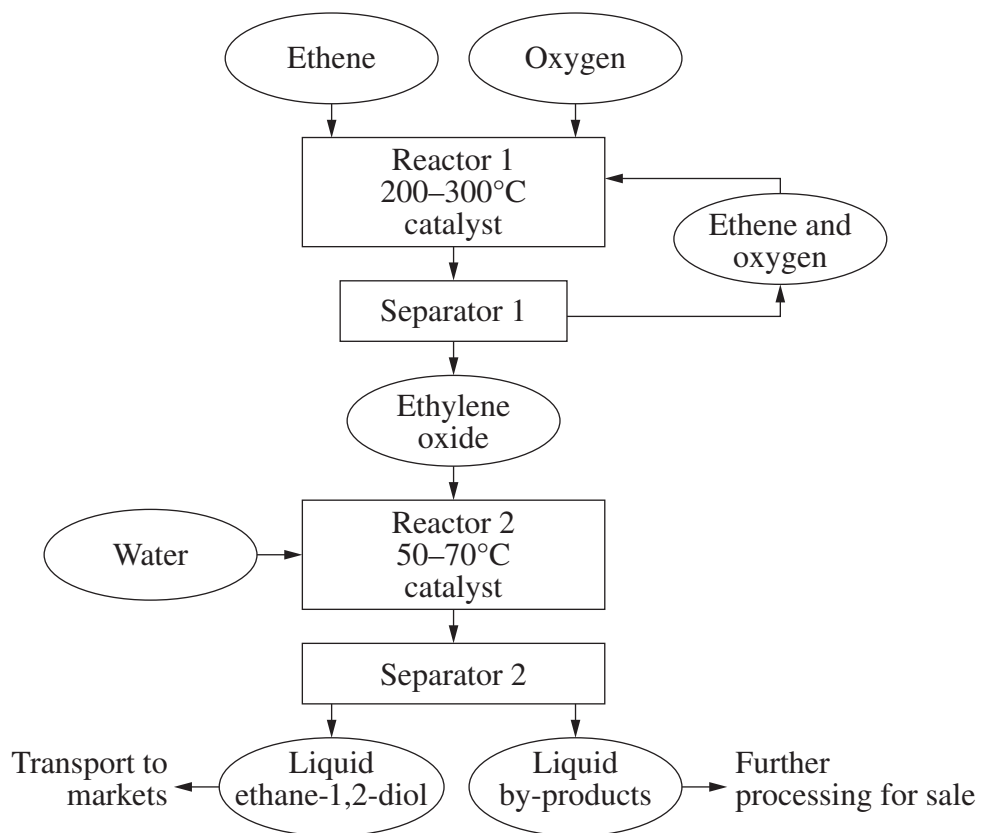 Ethene
Oxygen
Reactor 1
200–300°C
catalyst
Ethene and
oxygen
Separator 1
Ethylene
oxide
Reactor 2
50–70°C
catalyst
Water
Separator 2
Transport to
markets
Liquid
ethane-1,2-diol
Liquid
by-products
Further
processing for sale